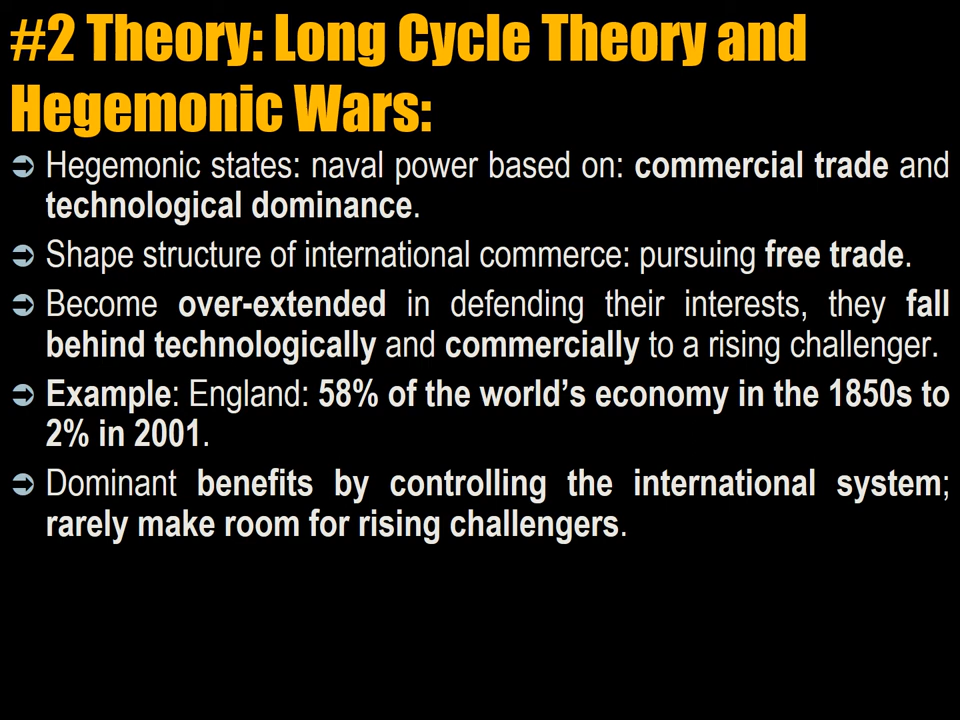 #2 Theory: Long Cycle Theory and
Hegemonic Wars:
➲ Hegemonic states: naval power based on: commercial trade and
technological dominance.
➲ Shape structure of international commerce: pursuing free trade.
➲ Become over-extended in defending their interests, they fall
behind technologically and commercially to a rising challenger.
➲ Example: England: 58% of the world’s economy in the 1850s to
2% in 2001.
➲ Dominant benefits by controlling the international system;
rarely make room for rising challengers.